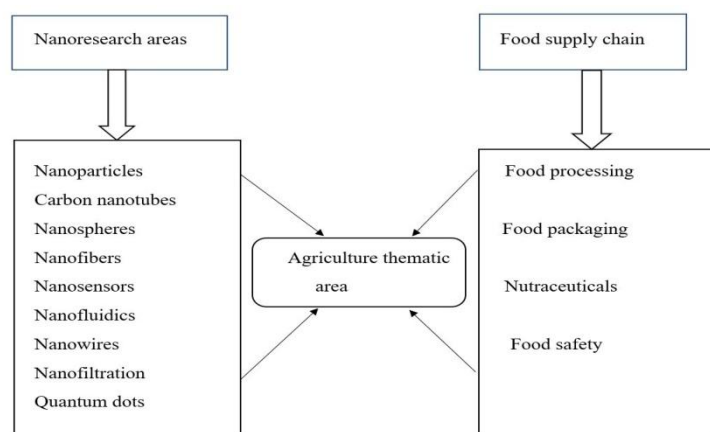 Nanoresearch areas
Food supply chain
Nanoparticles
Carbon nanotubes
Nanospheres
Nanofibers
Nanosensors
Nanofluidics
Nanowires
Nanofiltration
Quantum dots
Agriculture thematic
area
Food processing
Food packaging
Nutraceuticals
Food safety